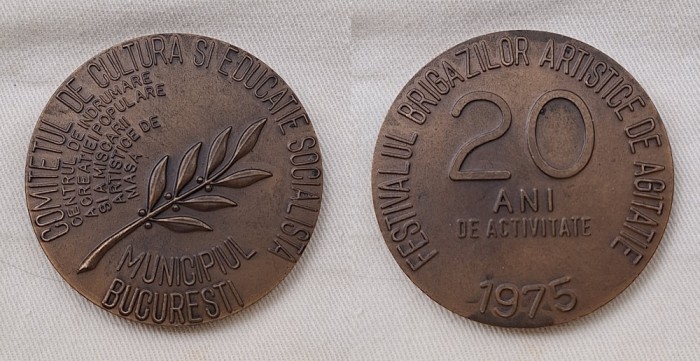 COMITETUL DE CULTURA SI EDUCATIE SOCIALISTA
CENTRUL DE INDRUMARE
A CREATIEI POPULARE
SI A MISCARII
ARTISTICE DE
MASA
MUNICIPIUL
BUCURESTI
FESTIVALUL BRIGAZILOR ARTISTICE DE AGITATIE
20
ANI
DE ACTIVITATE
1975